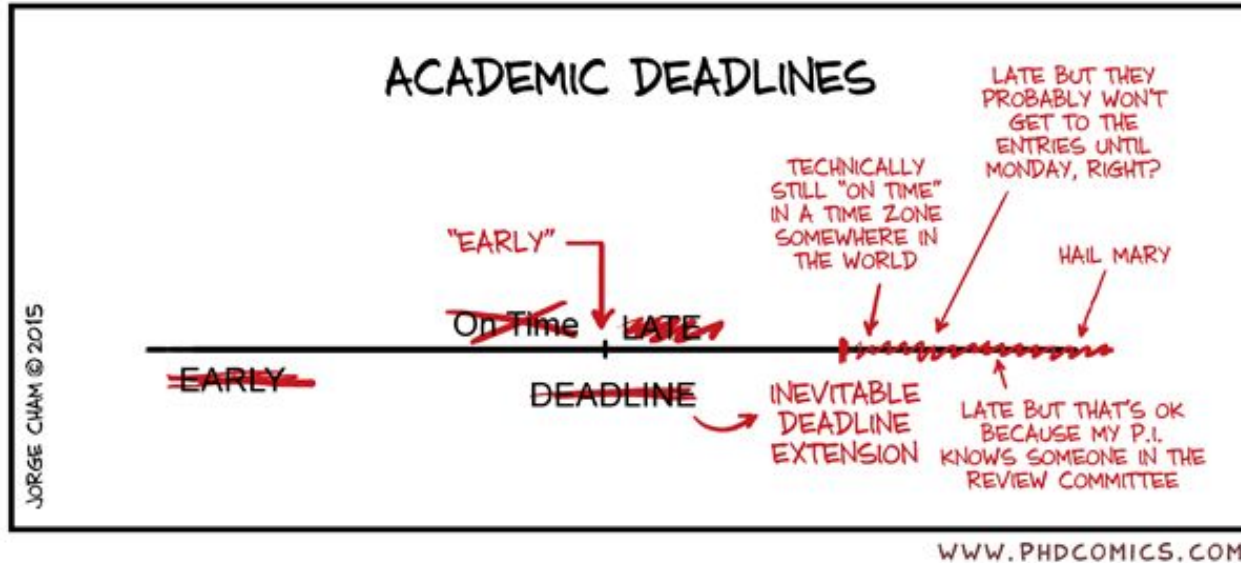 ACADEMIC DEADLINES
LATE BUT THEY
PROBABLY WON'T
GET TO THE
ENTRIES UNTIL
MONDAY, RIGHT?
TECHNICALLY
STILL "ON TIME"
IN A TIME ZONE
SOMEWHERE IN
THE WORLD
"EARLY"
HAIL MARY
On Time
LATE
EARLY
DEADLINE
INEVITABLE
DEADLINE
EXTENSION
LATE BUT THAT'S OK
BECAUSE MY P.I.
KNOWS SOMEONE IN THE
REVIEW COMMITTEE
JORGE CHAM © 2015
WWW.PHDCOMICS.COM